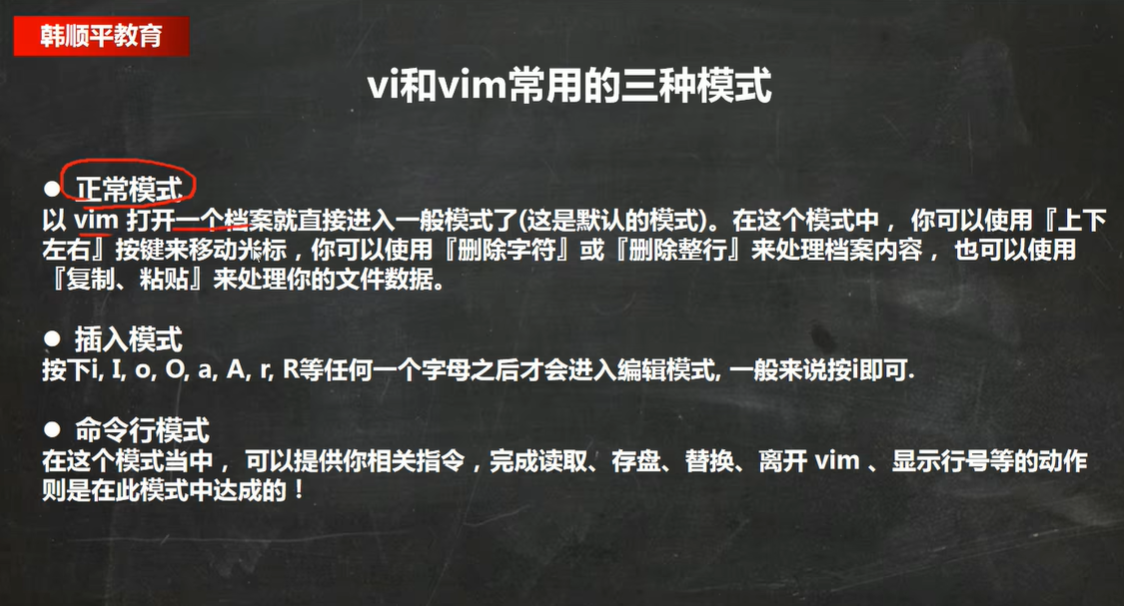 韩顺平教育
vi和vim常用的三种模式
● 正常模式
以 vim 打开一个档案就直接进入一般模式了(这是默认的模式)。在这个模式中， 你可以使用『上下
左右』按键来移动光标，你可以使用『删除字符』或『删除整行』来处理档案内容， 也可以使用
『复制、粘贴』来处理你的文件数据。
● 插入模式
按下i, I, o, O, a, A, r, R等任何一个字母之后才会进入编辑模式, 一般来说按i即可.
● 命令行模式
在这个模式当中， 可以提供你相关指令，完成读取、存盘、替换、离开 vim 、显示行号等的动作
则是在此模式中达成的！